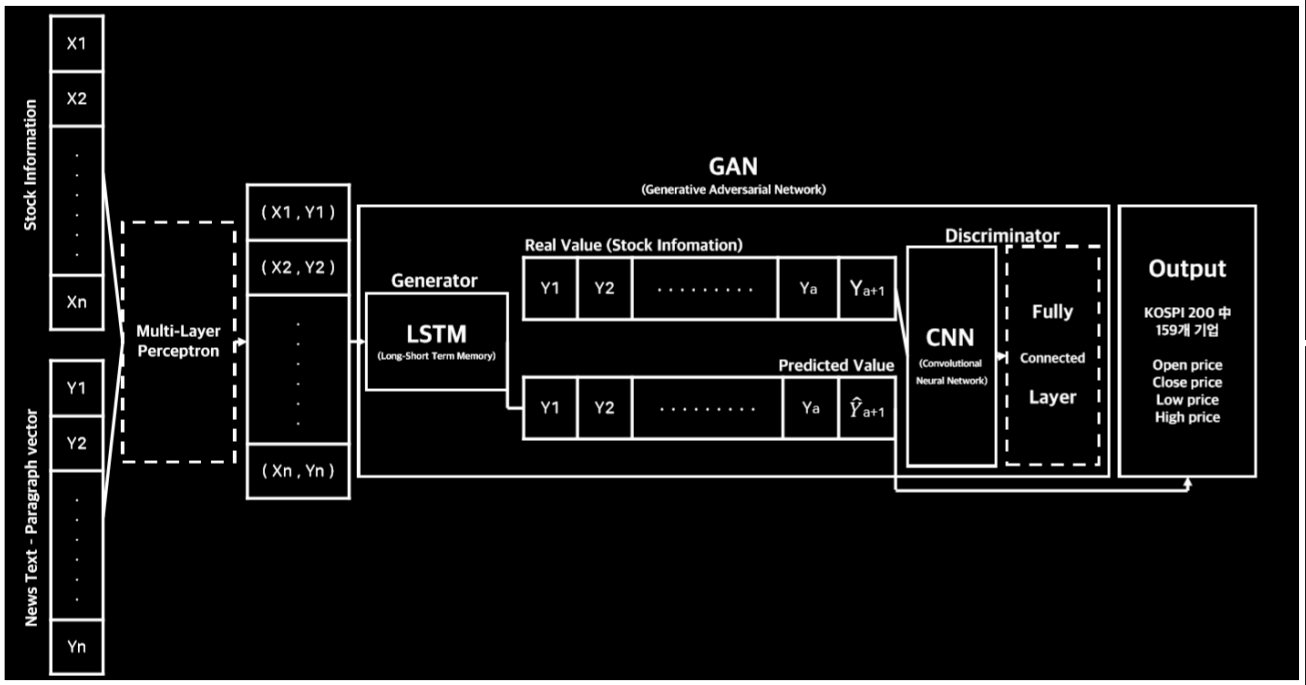 Stock Information
X1
X2
.
.
.
.
.
.
Xn
News Text - Paragraph vector
Y1
Y2
.
.
.
.
.
.
Yn
Multi-Layer
Perceptron
( X1 , Y1 )
( X2 , Y2 )
.
.
.
.
.
.
( Xn , Yn )
GAN
(Generative Adversarial Network)
Generator
LSTM
(Long-Short Term Memory)
Real Value (Stock Infomation)
Y1 Y2 ......... Ya Ya+1
Predicted Value
Y1 Y2 ......... Ya Ŷa+1
Discriminator
CNN
(Convolutional
Neural Network)
Fully
Connected
Layer
Output
KOSPI 200 中
159개 기업
Open price
Close price
Low price
High price